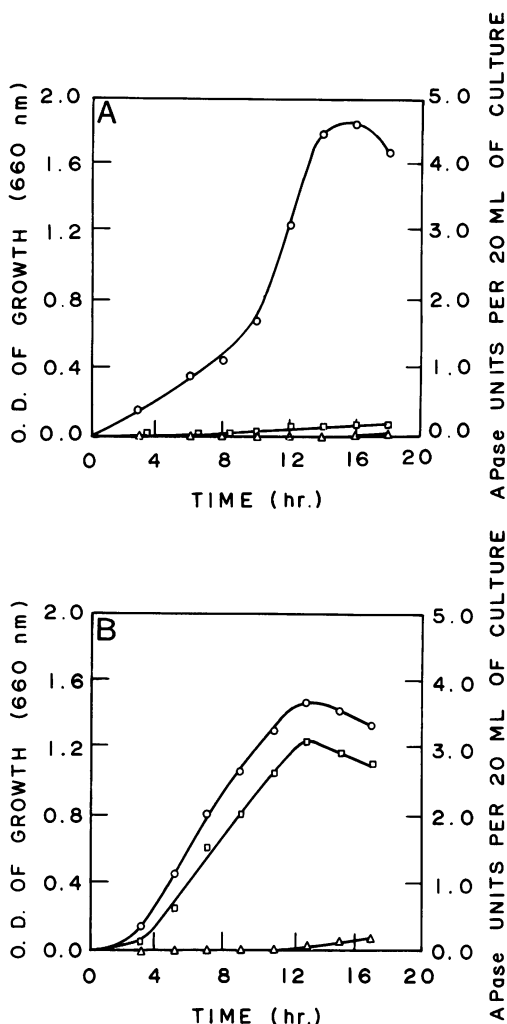 A
O. D. OF GROWTH (660 nm)
2.0
1.6
1.2
0.8
0.4
0.0
5.0
4.0
3.0
2.0
1.0
0.0
APase UNITS PER 20 ML OF CULTURE
0 4 8 12 16 20
TIME (hr.)
B
O. D. OF GROWTH (660 nm)
2.0
1.6
1.2
0.8
0.4
0.0
5.0
4.0
3.0
2.0
1.0
0.0
APase UNITS PER 20 ML OF CULTURE
0 4 8 12 16 20
TIME (hr.)